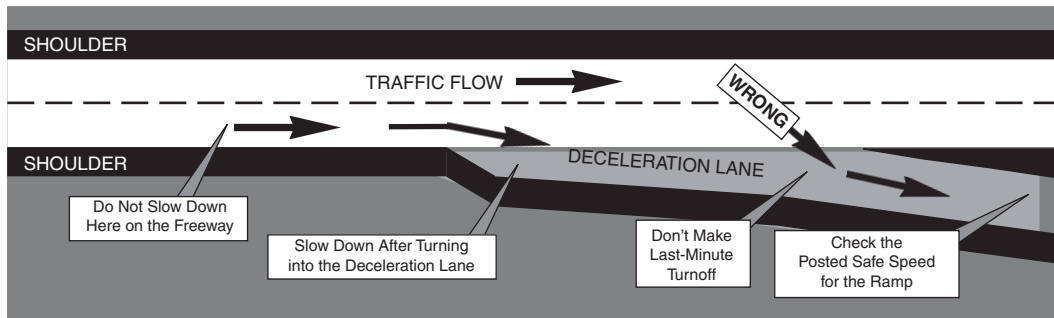 SHOULDER
TRAFFIC FLOW
WRONG
SHOULDER
DECELERATION LANE
Do Not Slow Down
Here on the Freeway
Slow Down After Turning
into the Deceleration Lane
Don't Make
Last-Minute
Turnoff
Check the
Posted Safe Speed
for the Ramp